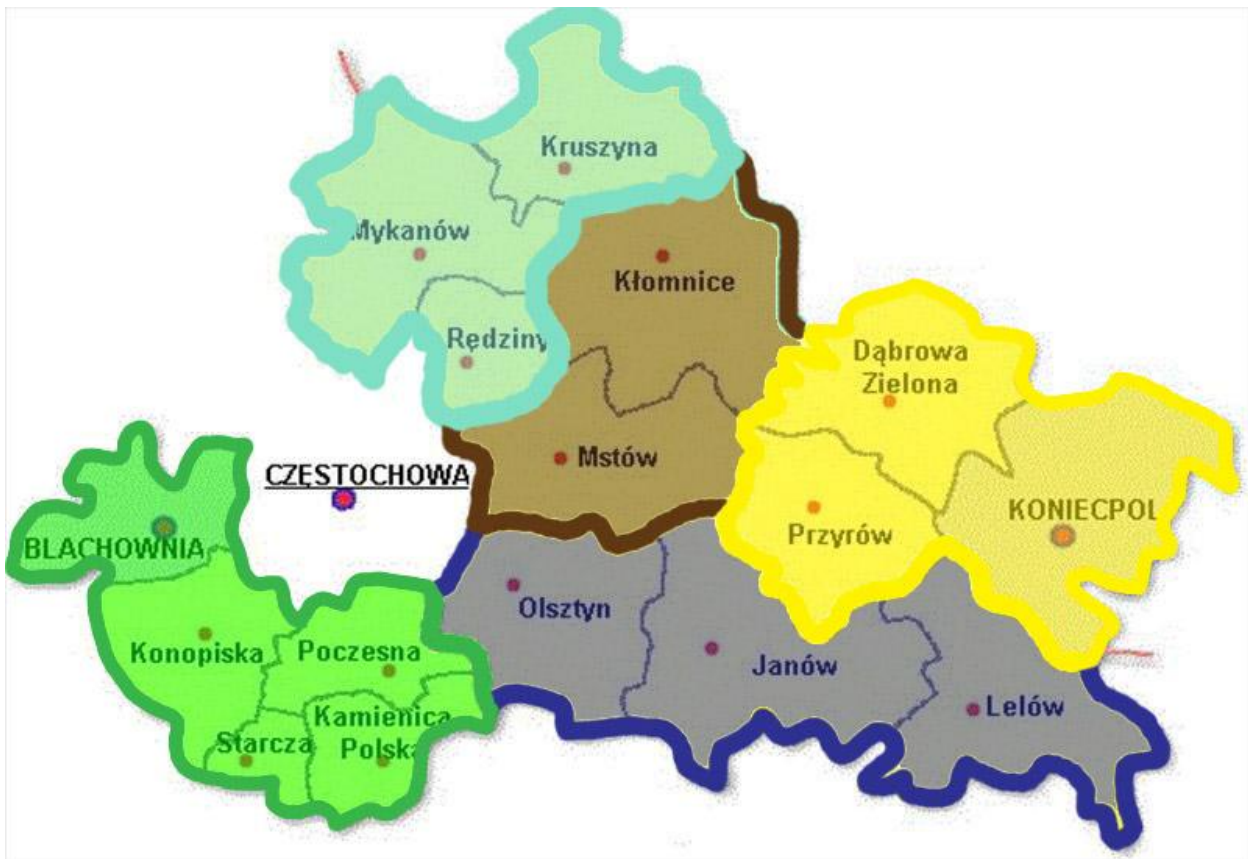 Kruszyna
Mykanów
Kłomnice
Rędziny
Dąbrowa
Zielona
Mstów
CZĘSTOCHOWA
KONIECPOL
Przyrów
BLACHOWNIA
Olsztyn
Konopiska
Poczesna
Janów
Lelów
Kamienica
Polska
Starcza